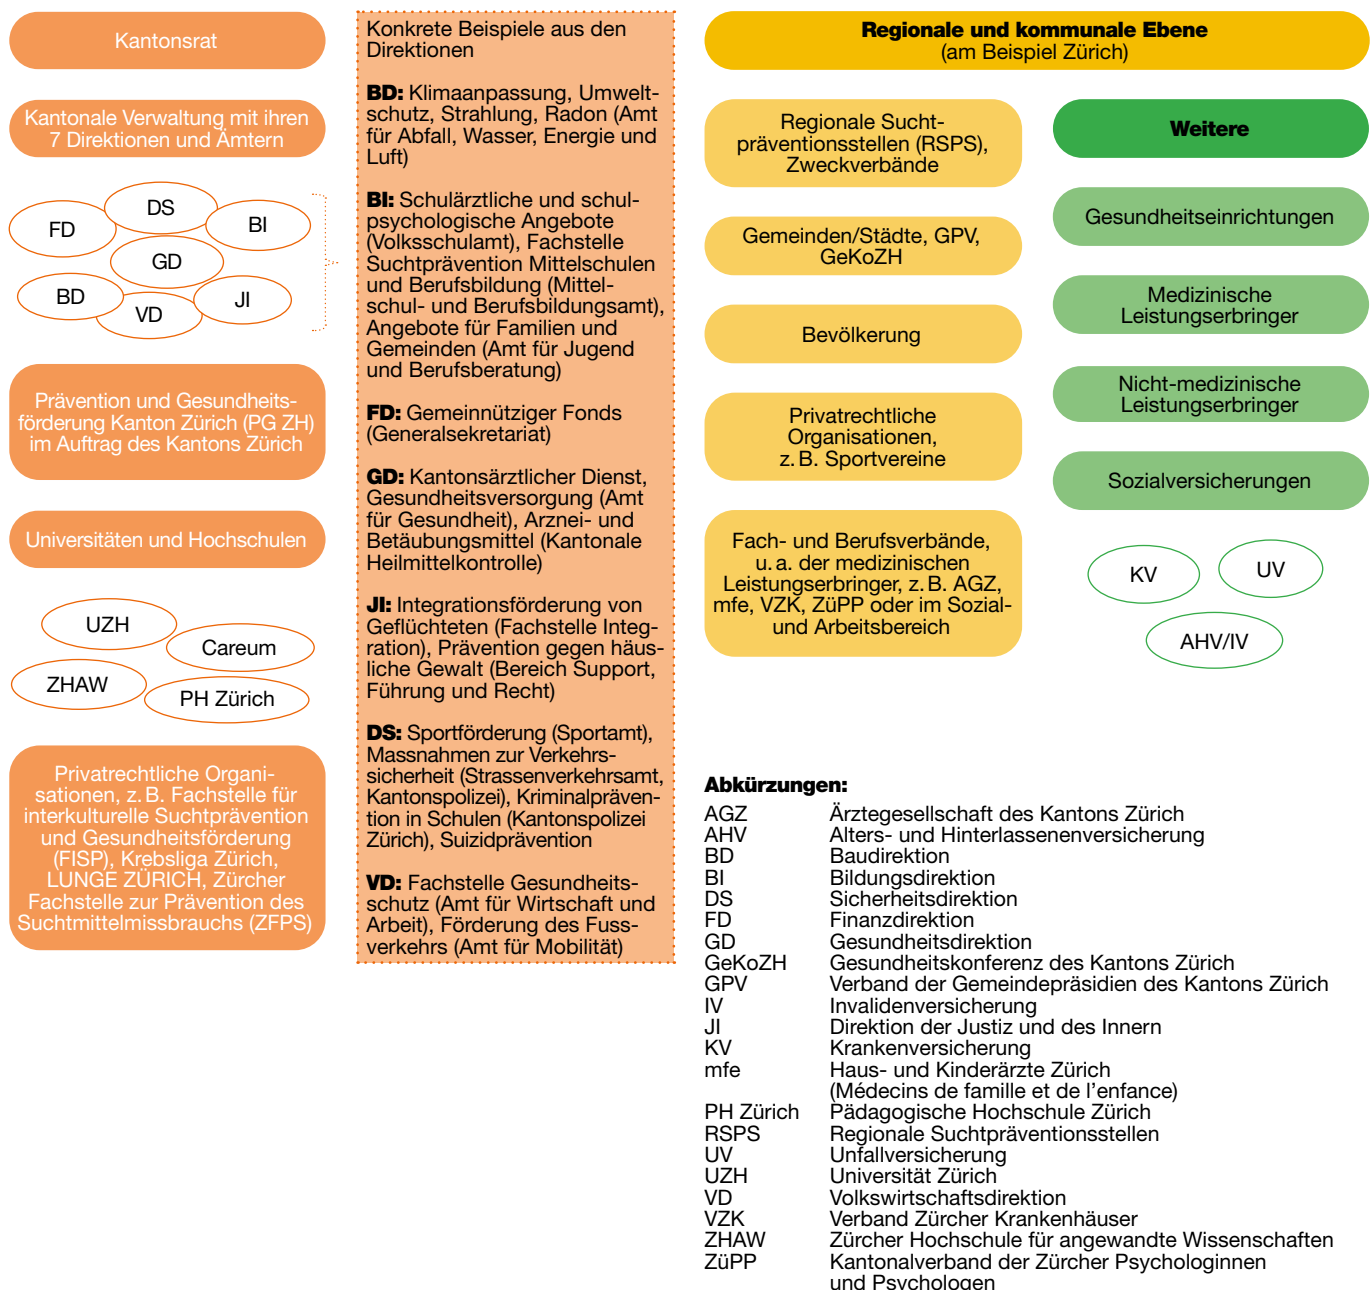 Kantonsrat
Kantonale Verwaltung mit ihren
7 Direktionen und Ämtern
DS
FD
BI
GD
BD
JI
VD
Prävention und Gesundheits-
förderung Kanton Zürich (PG ZH)
im Auftrag des Kantons Zürich
Universitäten und Hochschulen
UZH
Careum
ZHAW
PH Zürich
Privatrechtliche Organi-
sationen, z. B. Fachstelle für
interkulturelle Suchtprävention
und Gesundheitsförderung
(FISP), Krebsliga Zürich,
LUNGE ZÜRICH, Zürcher
Fachstelle zur Prävention des
Suchtmittelmissbrauchs (ZFPS)
Konkrete Beispiele aus den
Direktionen
BD: Klimaanpassung, Umwelt-
schutz, Strahlung, Radon (Amt
für Abfall, Wasser, Energie und
Luft)
BI: Schulärztliche und schul-
psychologische Angebote
(Volksschulamt), Fachstelle
Suchtprävention Mittelschulen
und Berufsbildung (Mittel-
schul- und Berufsbildungsamt),
Angebote für Familien und
Gemeinden (Amt für Jugend
und Berufsberatung)
FD: Gemeinnütziger Fonds
(Generalsekretariat)
GD: Kantonsärztlicher Dienst,
Gesundheitsversorgung (Amt
für Gesundheit), Arznei- und
Betäubungsmittel (Kantonale
Heilmittelkontrolle)
JI: Integrationsförderung von
Geflüchteten (Fachstelle Integ-
ration), Prävention gegen häus-
liche Gewalt (Bereich Support,
Führung und Recht)
DS: Sportförderung (Sportamt),
Massnahmen zur Verkehrs-
sicherheit (Strassenverkehrsamt,
Kantonspolizei), Kriminalpräven-
tion in Schulen (Kantonspolizei
Zürich), Suizidprävention
VD: Fachstelle Gesundheits-
schutz (Amt für Wirtschaft und
Arbeit), Förderung des Fuss-
verkehrs (Amt für Mobilität)
Regionale und kommunale Ebene
(am Beispiel Zürich)
Regionale Sucht-
präventionsstellen (RSPS),
Zweckverbände
Gemeinden/Städte, GPV,
GeKoZH
Bevölkerung
Privatrechtliche
Organisationen,
z. B. Sportvereine
Fach- und Berufsverbände,
u. a. der medizinischen
Leistungserbringer, z. B. AGZ,
mfe, VZK, ZüPP oder im Sozial-
und Arbeitsbereich
Weitere
Gesundheitseinrichtungen
Medizinische
Leistungserbringer
Nicht-medizinische
Leistungserbringer
Sozialversicherungen
KV
UV
AHV/IV
Abkürzungen:
AGZ Ärztegesellschaft des Kantons Zürich
AHV Alters- und Hinterlassenenversicherung
BD Baudirektion
BI Bildungsdirektion
DS Sicherheitsdirektion
FD Finanzdirektion
GD Gesundheitsdirektion
GeKoZH Gesundheitskonferenz des Kantons Zürich
GPV Verband der Gemeindepräsidien des Kantons Zürich
IV Invalidenversicherung
JI Direktion der Justiz und des Innern
KV Krankenversicherung
mfe Haus- und Kinderärzte Zürich
(Médecins de famille et de l’enfance)
PH Zürich Pädagogische Hochschule Zürich
RSPS Regionale Suchtpräventionsstellen
UV Unfallversicherung
UZH Universität Zürich
VD Volkswirtschaftsdirektion
VZK Verband Zürcher Krankenhäuser
ZHAW Zürcher Hochschule für angewandte Wissenschaften
ZüPP Kantonalverband der Zürcher Psychologinnen
und Psychologen